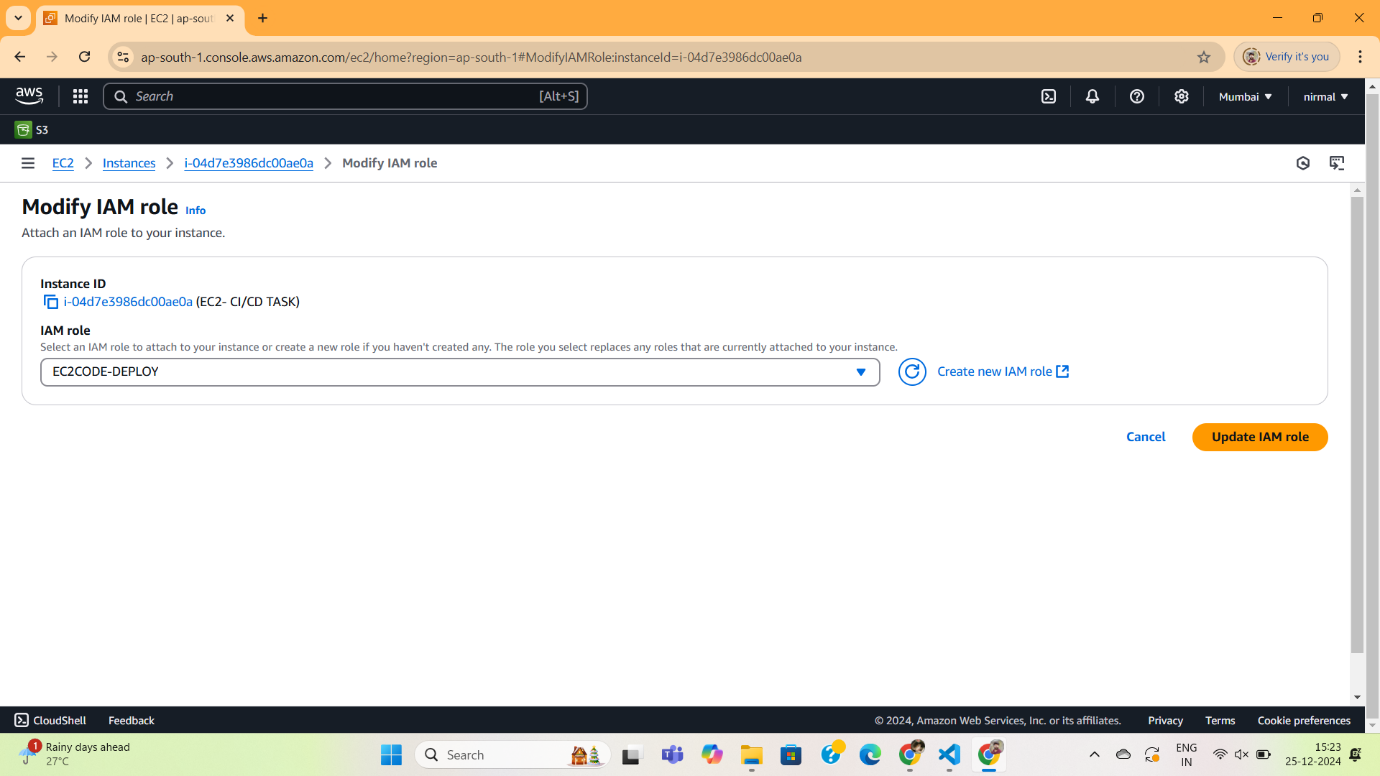 Modify IAM role | EC2 | ap-sout
ap-south-1.console.aws.amazon.com/ec2/home?region=ap-south-1#ModifyIAMRole:instanceId=i-04d7e3986dc00ae0a
Verify it's you
aws
Search
[Alt+S]
Mumbai
nirmal
S3
EC2
Instances
i-04d7e3986dc00ae0a
Modify IAM role
Modify IAM role
Info
Attach an IAM role to your instance.
Instance ID
i-04d7e3986dc00ae0a (EC2- CI/CD TASK)
IAM role
Select an IAM role to attach to your instance or create a new role if you haven't created any. The role you select replaces any roles that are currently attached to your instance.
EC2CODE-DEPLOY
Create new IAM role
Cancel
Update IAM role
CloudShell
Feedback
© 2024, Amazon Web Services, Inc. or its affiliates.
Privacy
Terms
Cookie preferences
1
Rainy days ahead
27°C
Search
ENG
IN
15:23
25-12-2024